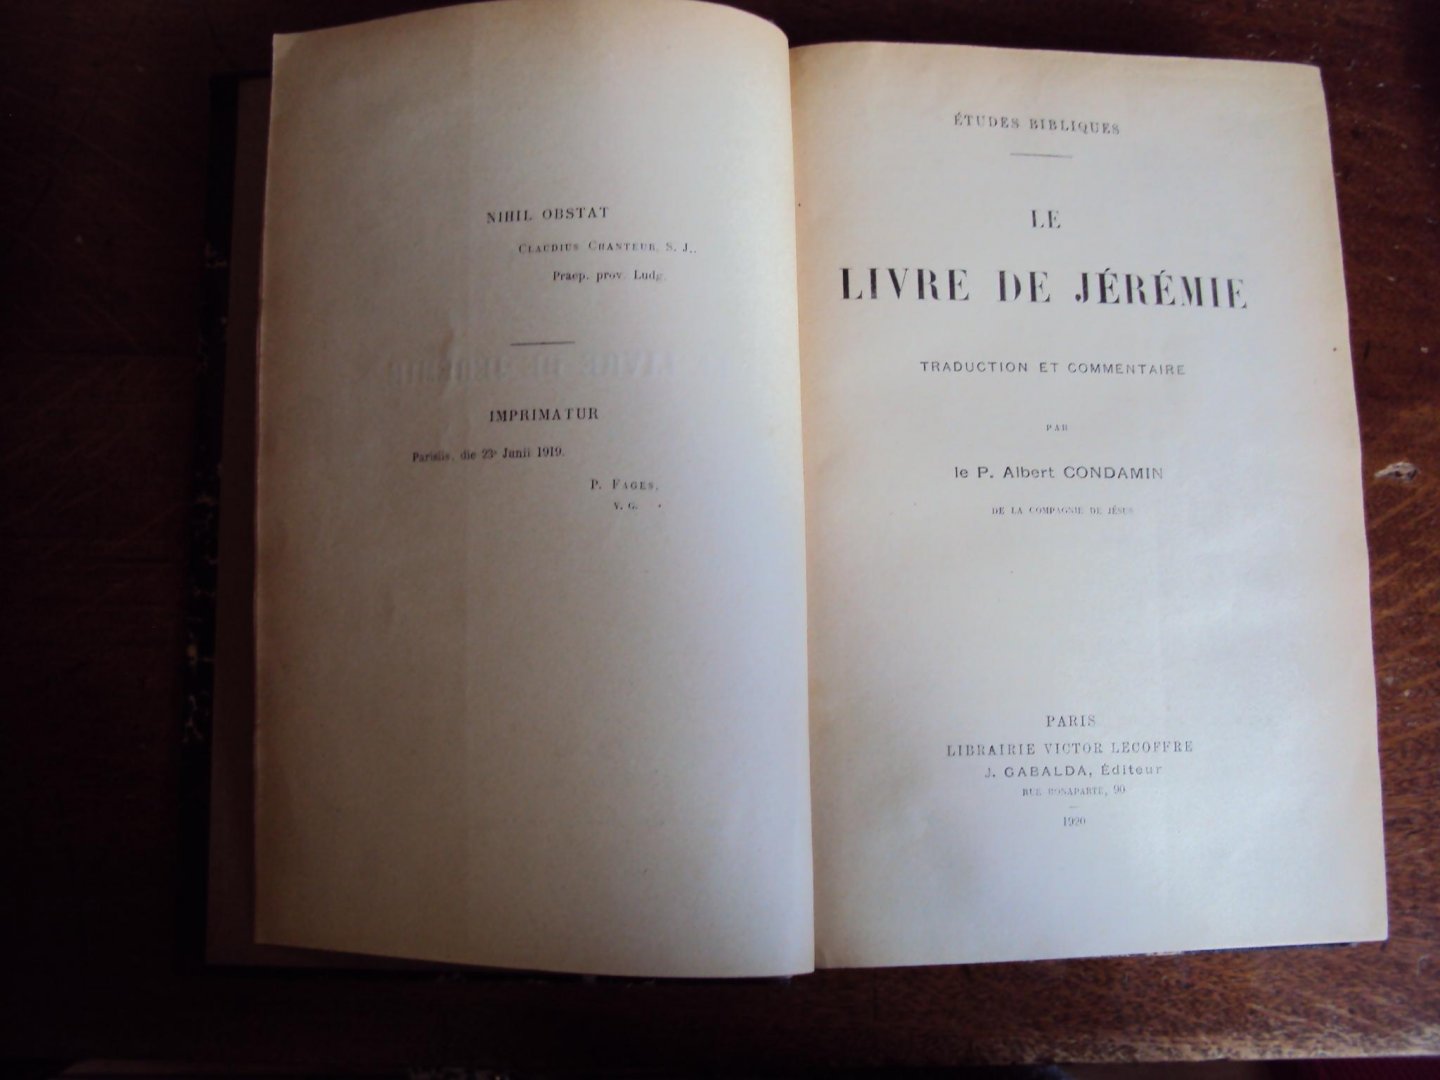 NIHIL OBSTAT
CLAUDIUS CHANTEUR, S. J.,
Praep. prov. Ludg.
IMPRIMATUR
Parisiis, die 23ª Junii 1919.
P. FAGES,
V. G.
ÉTUDES BIBLIQUES
LE
LIVRE DE JÉRÉMIE
TRADUCTION ET COMMENTAIRE
PAR
le P. Albert CONDAMIN
DE LA COMPAGNIE DE JÉSUS
PARIS
LIBRAIRIE VICTOR LECOFFRE
J. GABALDA, Éditeur
RUE BONAPARTE, 90
1920